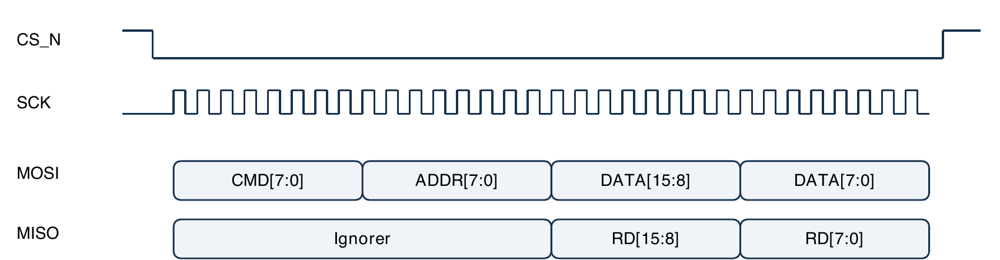 CS_N
SCK
MOSI CMD[7:0] ADDR[7:0] DATA[15:8] DATA[7:0]
MISO Ignorer RD[15:8] RD[7:0]